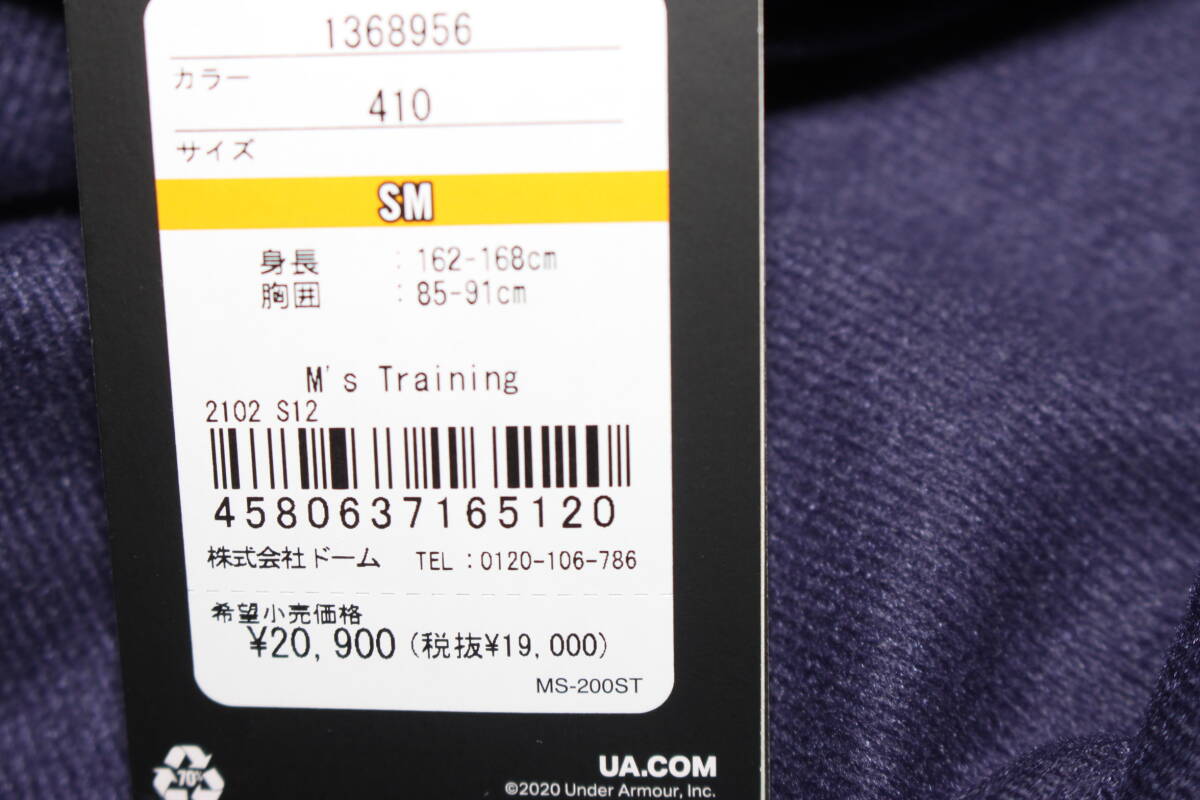 1368956
カラー
410
サイズ
SM
身長 : 162-168cm
胸囲 : 85-91cm
M's Training
2102 S12
4580637165120
株式会社ドーム TEL:0120-106-786
希望小売価格
¥20,900 (税抜¥19,000)
MS-200ST
70%
UA.COM
©2020 Under Armour, Inc.